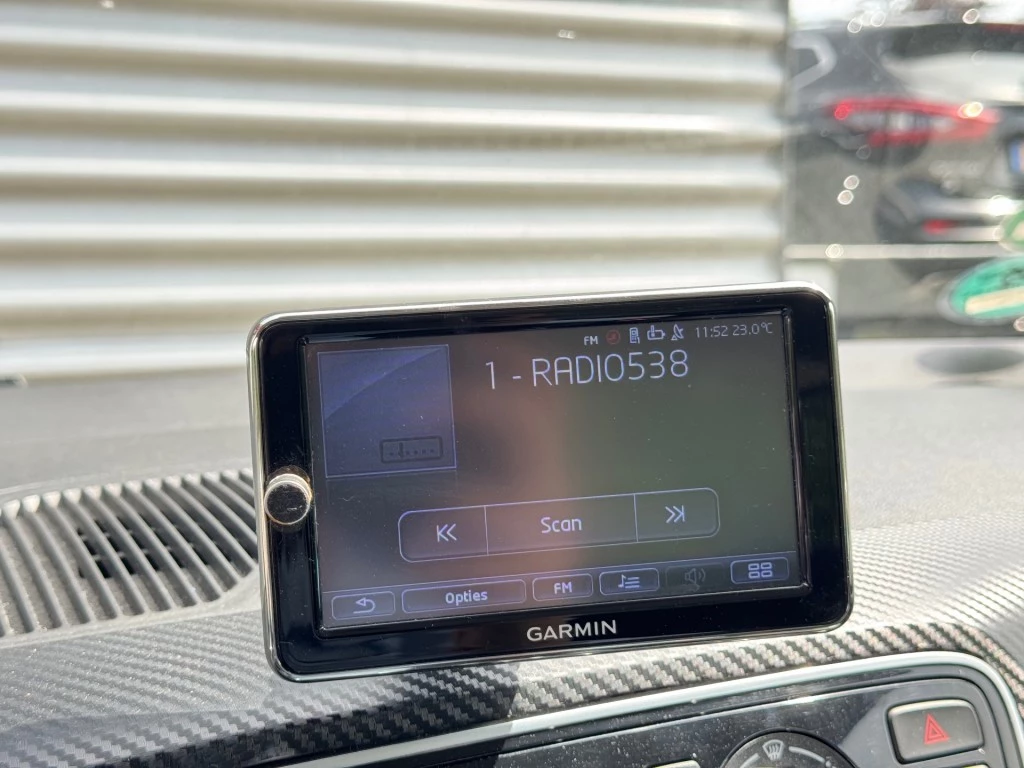 FM 11:52 23.0°C
1 - RADIO538
Scan
Opties
FM
GARMIN